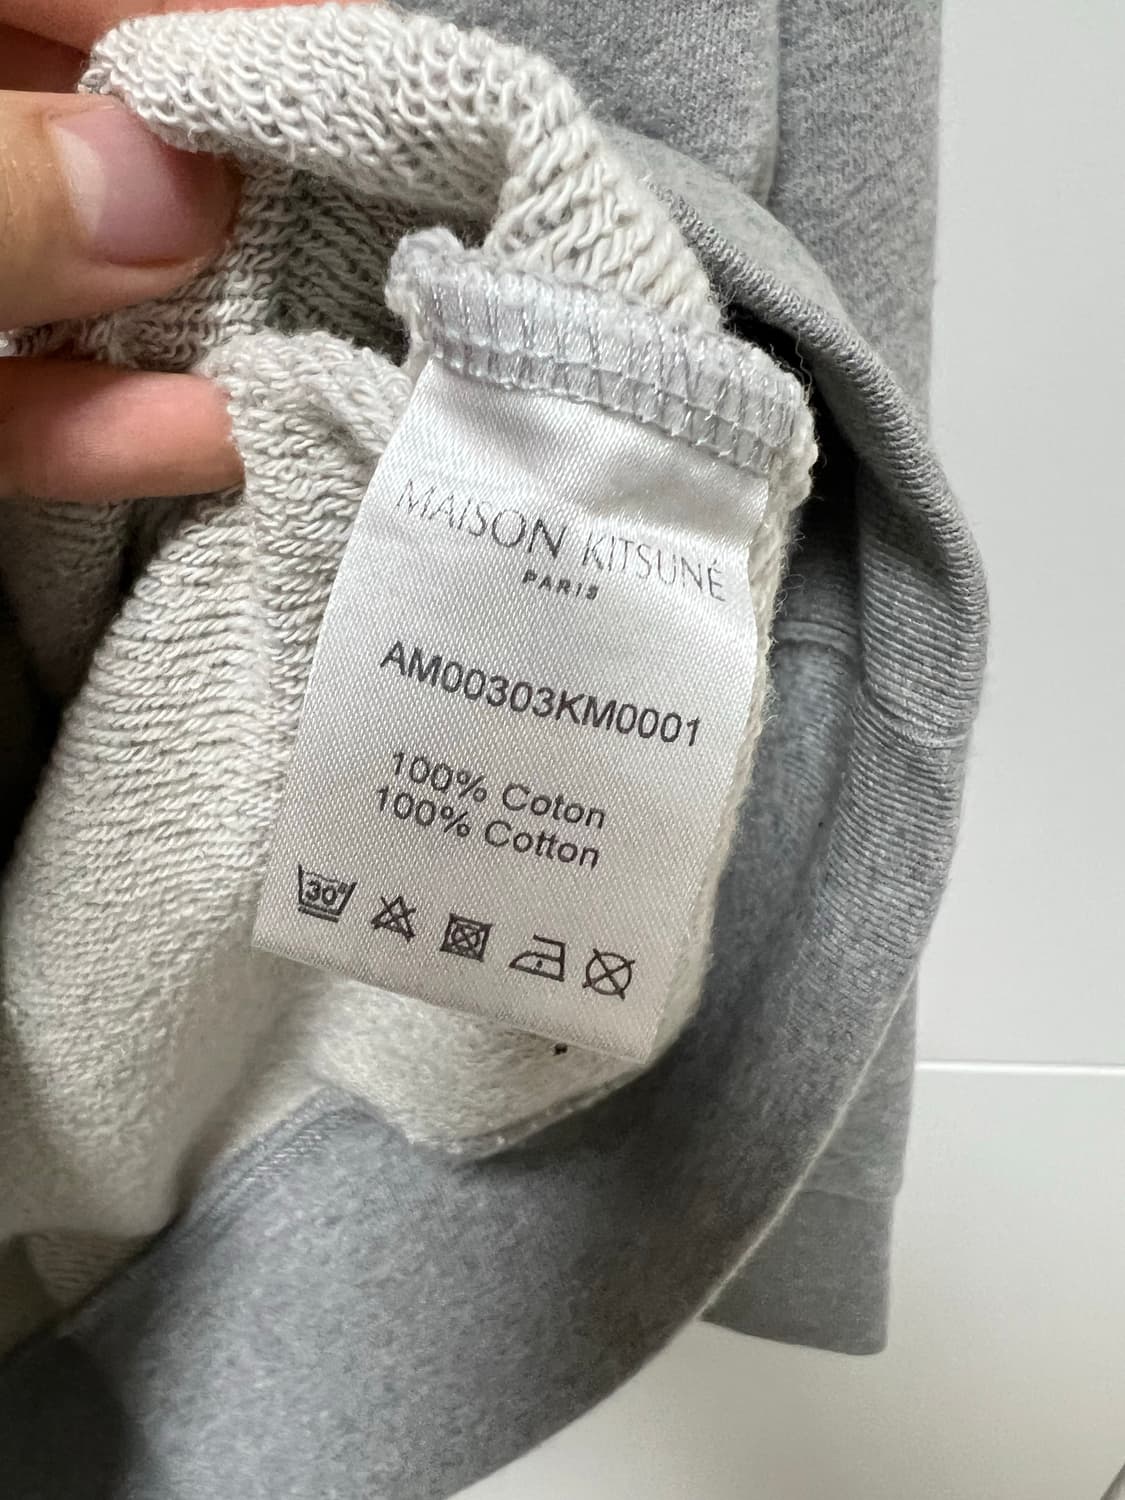 MAISON KITSUNÉ
PARIS
AM00303KM0001
100% Coton
100% Cotton
30°